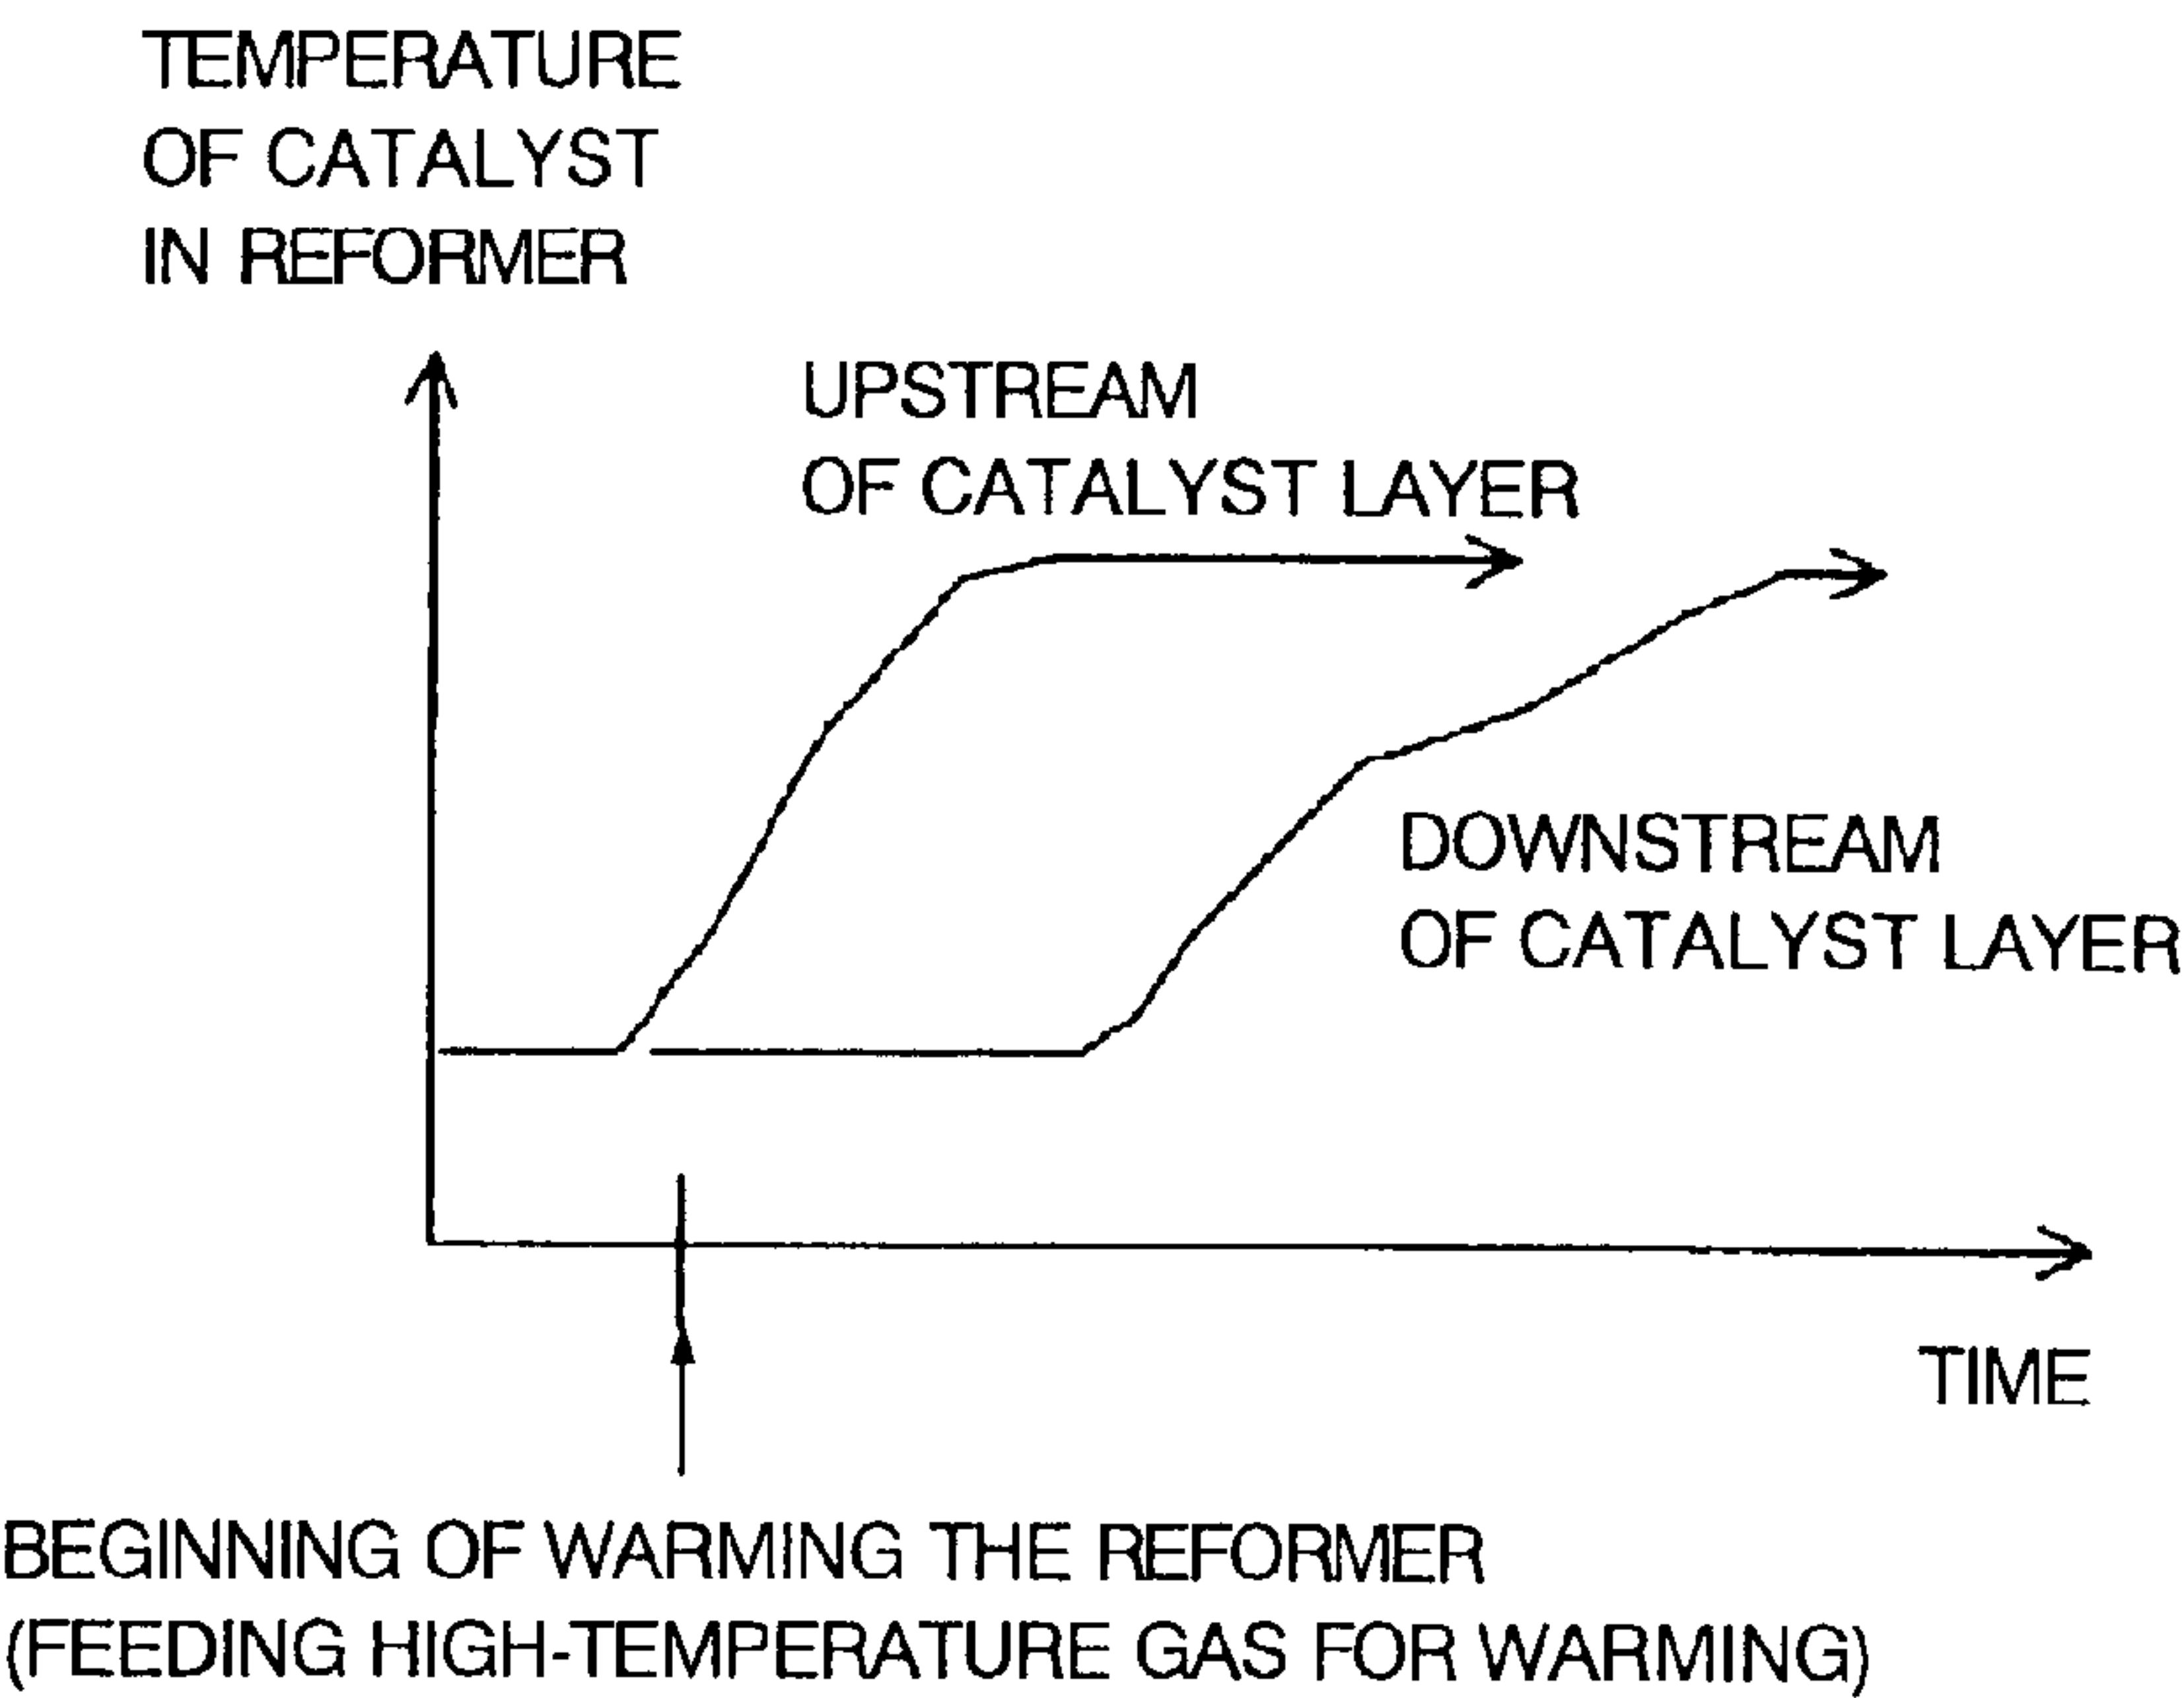 TEMPERATURE
OF CATALYST
IN REFORMER
UPSTREAM
OF CATALYST LAYER
DOWNSTREAM
OF CATALYST LAYER
TIME
BEGINNING OF WARMING THE REFORMER
(FEEDING HIGH-TEMPERATURE GAS FOR WARMING)